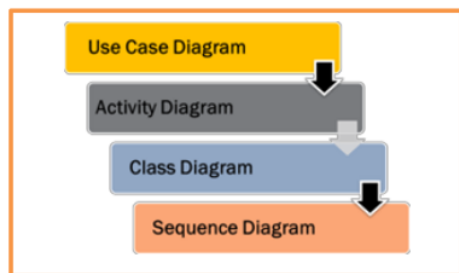 Use Case Diagram
Activity Diagram
Class Diagram
Sequence Diagram